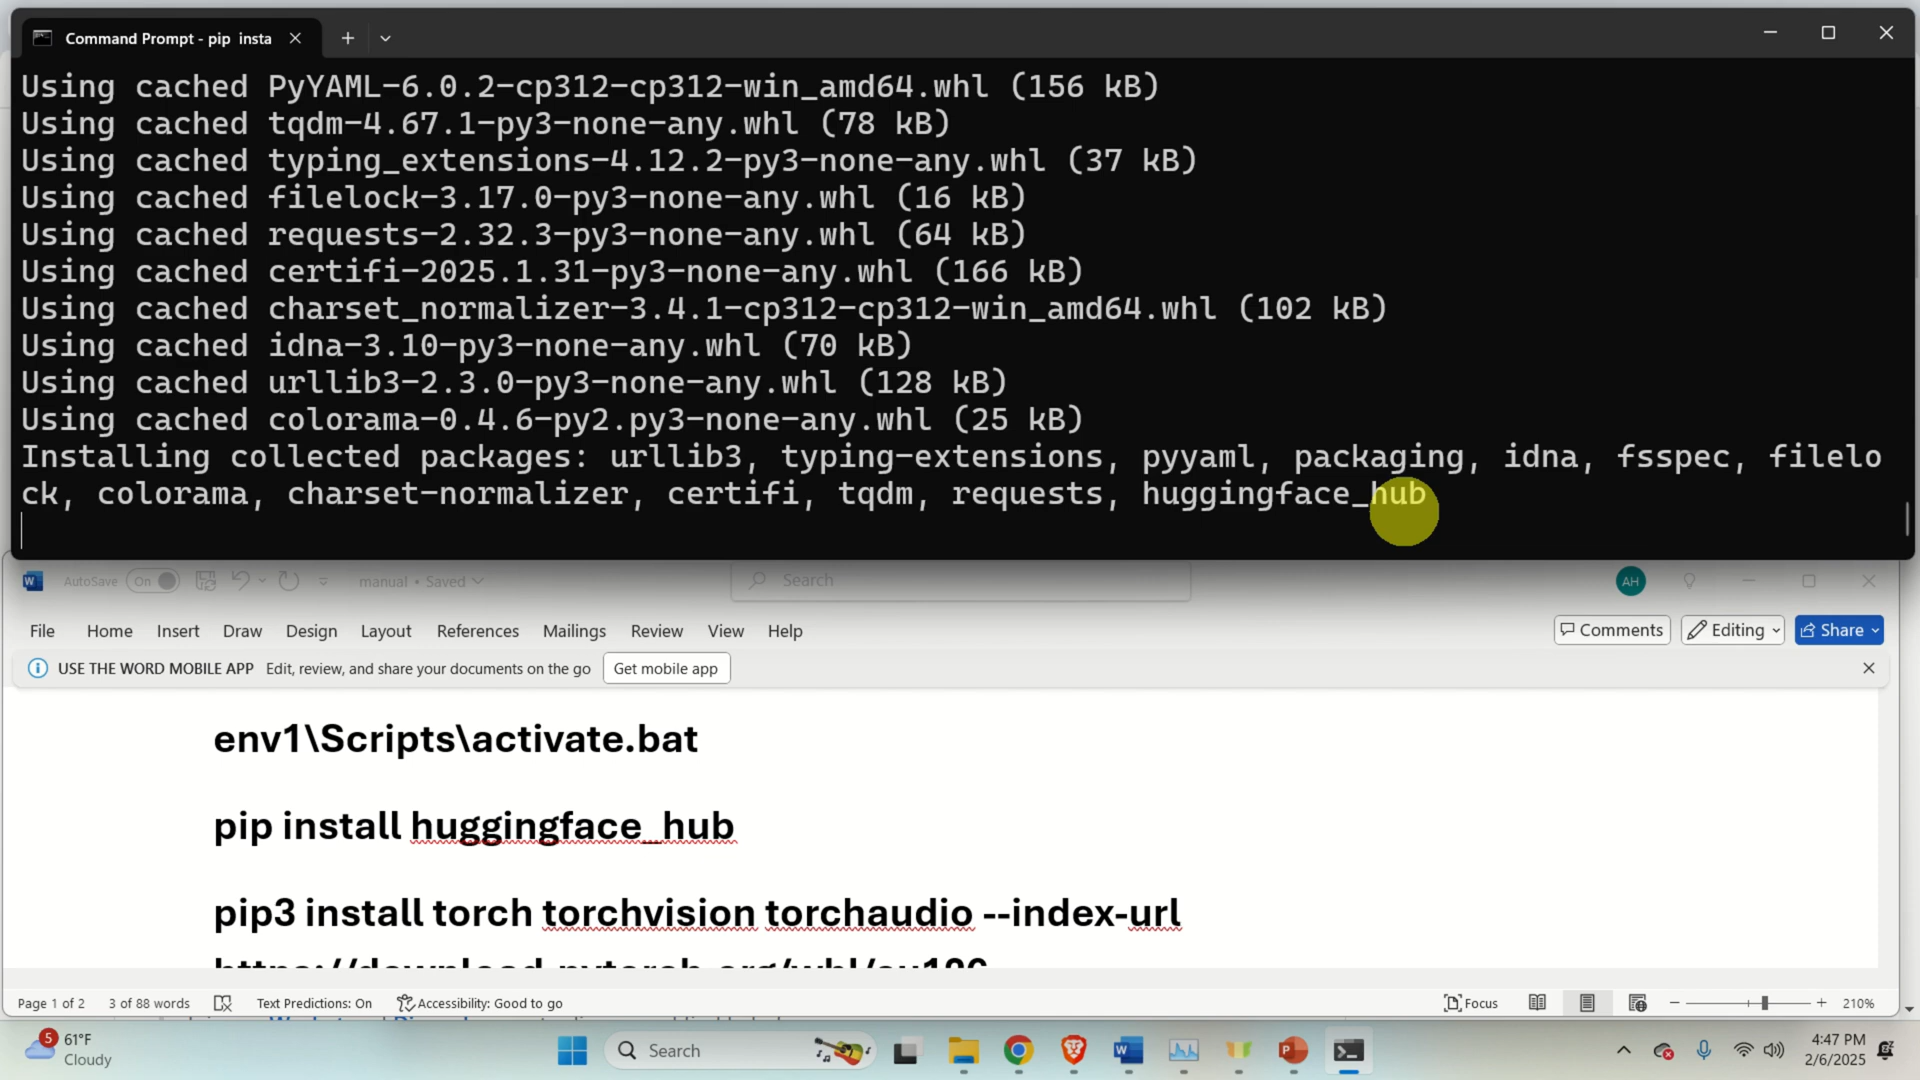 Command Prompt - pip insta
Using cached PyYAML-6.0.2-cp312-cp312-win_amd64.whl (156 kB)
Using cached tqdm-4.67.1-py3-none-any.whl (78 kB)
Using cached typing_extensions-4.12.2-py3-none-any.whl (37 kB)
Using cached filelock-3.17.0-py3-none-any.whl (16 kB)
Using cached requests-2.32.3-py3-none-any.whl (64 kB)
Using cached certifi-2025.1.31-py3-none-any.whl (166 kB)
Using cached charset_normalizer-3.4.1-cp312-cp312-win_amd64.whl (102 kB)
Using cached idna-3.10-py3-none-any.whl (70 kB)
Using cached urllib3-2.3.0-py3-none-any.whl (128 kB)
Using cached colorama-0.4.6-py2.py3-none-any.whl (25 kB)
Installing collected packages: urllib3, typing-extensions, pyyaml, packaging, idna, fsspec, filelo
ck, colorama, charset-normalizer, certifi, tqdm, requests, huggingface_hub
AutoSave On manual • Saved Search AH
File Home Insert Draw Design Layout References Mailings Review View Help Comments Editing Share
USE THE WORD MOBILE APP Edit, review, and share your documents on the go Get mobile app
env1\Scripts\activate.bat
pip install huggingface_hub
pip3 install torch torchvision torchaudio --index-url
https://download.pytorch.org/whl/cu126
Page 1 of 2 3 of 88 words Text Predictions: On Accessibility: Good to go Focus 210%
5 61°F
Cloudy
Search
4:47 PM
2/6/2025